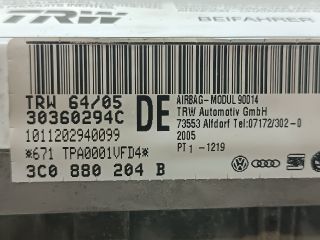 TRW
BEIFAHRER
TRW 64/05
30360294C
DE
1011202940099
*671 TPA0001VFD4*
3C0 880 204 B
AIRBAG-MODUL 90014
TRW Automotiv GmbH
73553 Alfdorf Tel:07172/302-0
2005
PT1-1219